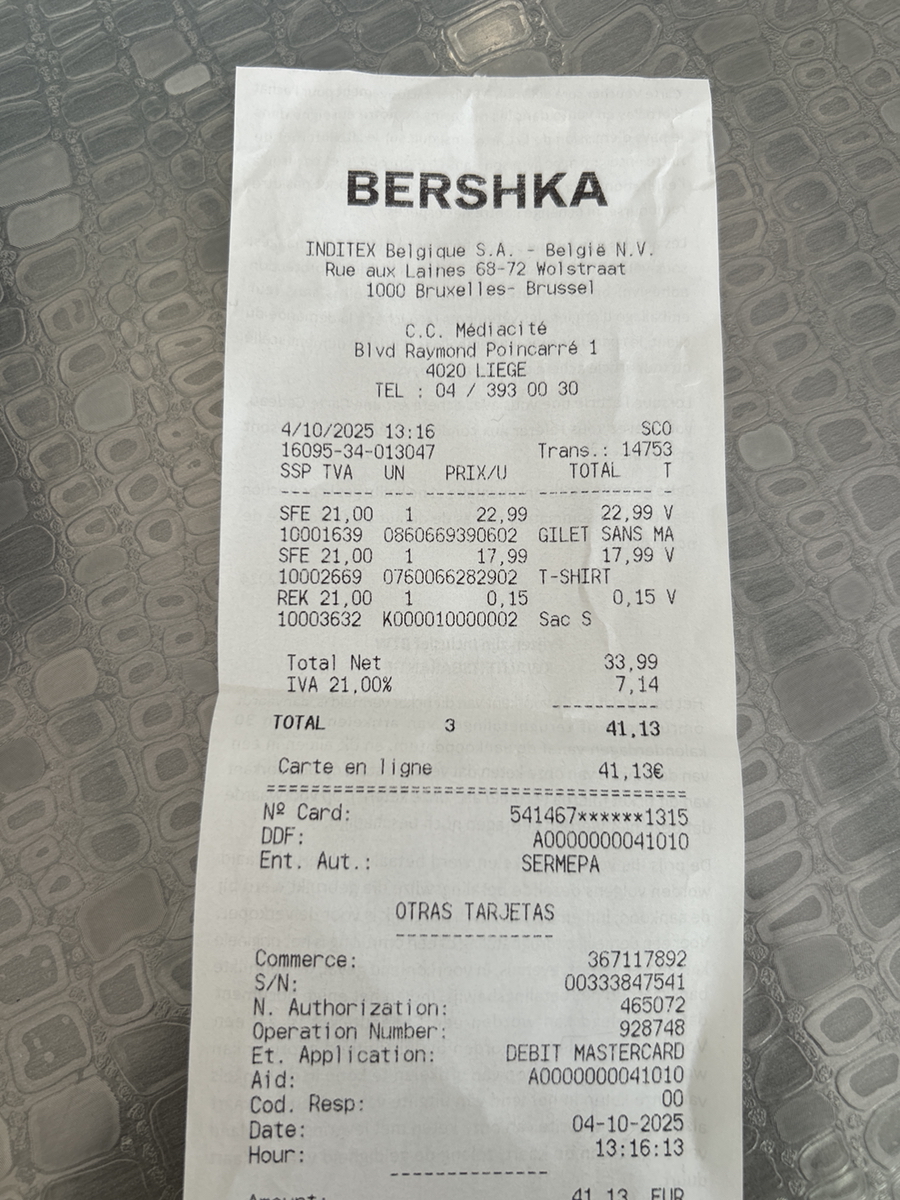 BERSHKA
INDITEX Belgique S.A. - België N.V.
Rue aux Laines 68-72 Wolstraat
1000 Bruxelles- Brussel
C.C. Médiacité
Blvd Raymond Poincarré 1
4020 LIEGE
TEL : 04 / 393 00 30
4/10/2025 13:16 SCO
16095-34-013047 Trans.: 14753
SSP TVA UN PRIX/U TOTAL T
--- ----- --- ---------- ------------ -
SFE 21,00 1 22,99 22,99 V
10001639 0860669390602 GILET SANS MA
SFE 21,00 1 17,99 17,99 V
10002669 0760066282902 T-SHIRT
REK 21,00 1 0,15 0,15 V
10003632 K000010000002 Sac S
Total Net 33,99
IVA 21,00% 7,14
----------
TOTAL 3 41,13
Carte en ligne 41,13€
========================================
Nº Card: 541467******1315
DDF: A0000000041010
Ent. Aut.: SERMEPA
OTRAS TARJETAS
---------------
Commerce: 367117892
S/N: 00333847541
N. Authorization: 465072
Operation Number: 928748
Et. Application: DEBIT MASTERCARD
Aid: A0000000041010
Cod. Resp: 00
Date: 04-10-2025
Hour: 13:16:13
---------------
Amount: 41,13 EUR